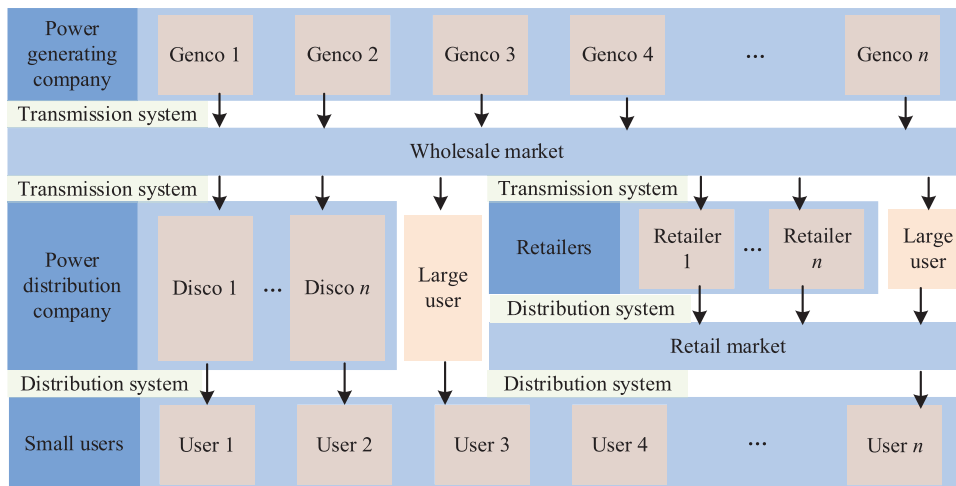 Power
generating
company
Genco 1
Genco 2
Genco 3
Genco 4
...
Genco n
Transmission system
Wholesale market
Transmission system
Transmission system
Power
distribution
company
Disco 1
...
Disco n
Large
user
Retailers
Retailer
1
...
Retailer
n
Large
user
Distribution system
Retail market
Distribution system
Distribution system
Small users
User 1
User 2
User 3
User 4
...
User n